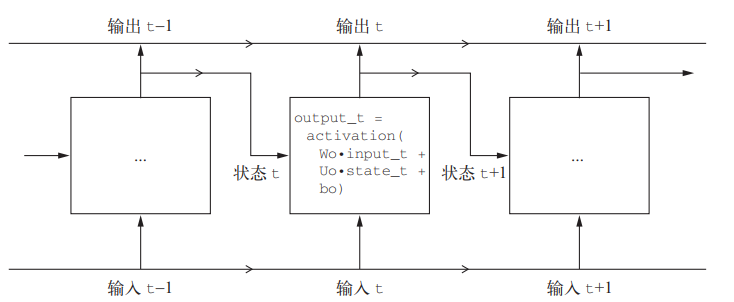 输出 t−1
输出 t
输出 t+1
...
output_t =
activation(
Wo•input_t +
Uo•state_t +
bo)
...
状态 t
状态 t+1
输入 t−1
输入 t
输入 t+1